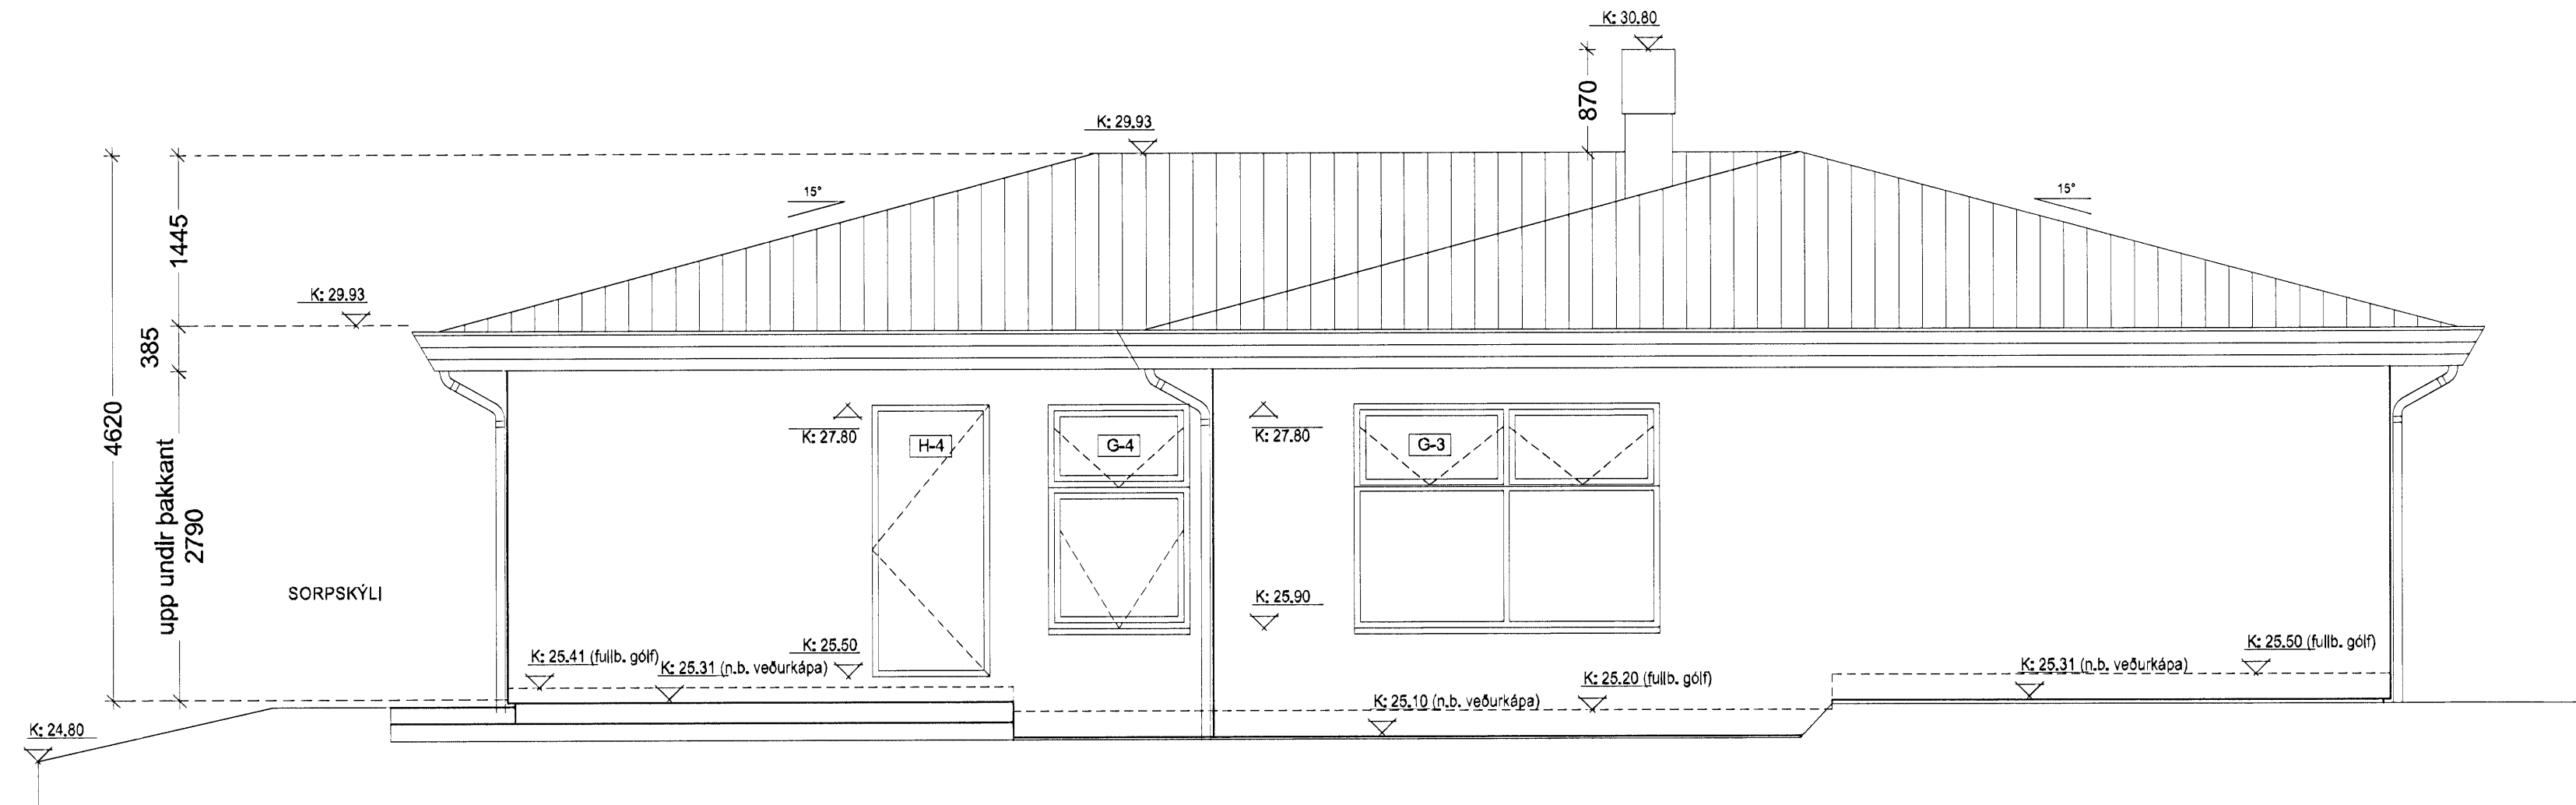 K: 30.80
870
K: 29.93
15°
15°
1445
K: 29.93
385
4620
upp undir þakkant
2790
K: 27.80
H-4
G-4
K: 27.80
G-3
SORPSKÝLI
K: 25.90
K: 25.50
K: 25.41 (fullb. gólf)
K: 25.31 (n.b. veðurkápa)
K: 25.50 (fullb. gólf)
K: 25.31 (n.b. veðurkápa)
K: 25.20 (fullb. gólf)
K: 25.10 (n.b. veðurkápa)
K: 24.80